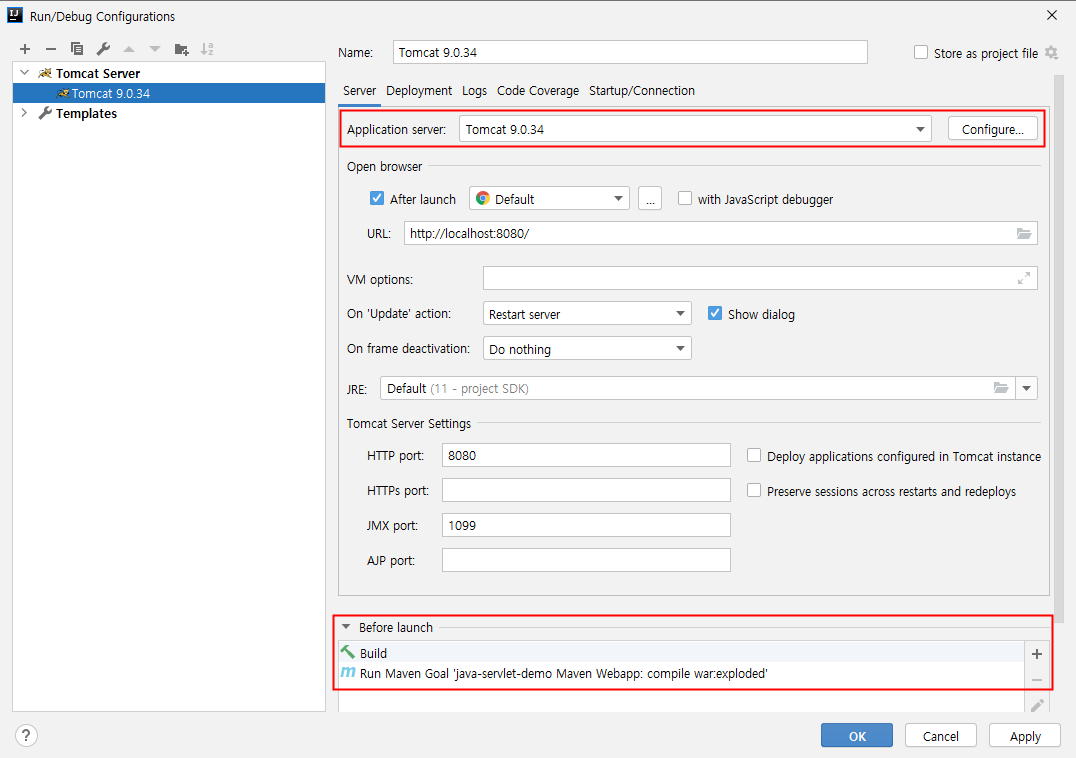 Run/Debug Configurations
Name: Tomcat 9.0.34 Store as project file
Tomcat Server
Tomcat 9.0.34
Templates
Server Deployment Logs Code Coverage Startup/Connection
Application server: Tomcat 9.0.34 Configure...
Open browser
After launch Default ... with JavaScript debugger
URL: http://localhost:8080/
VM options:
On 'Update' action: Restart server Show dialog
On frame deactivation: Do nothing
JRE: Default (11 - project SDK)
Tomcat Server Settings
HTTP port: 8080 Deploy applications configured in Tomcat instance
HTTPs port: Preserve sessions across restarts and redeploys
JMX port: 1099
AJP port:
Before launch
Build
m Run Maven Goal 'java-servlet-demo Maven Webapp: compile war:exploded'
? OK Cancel Apply